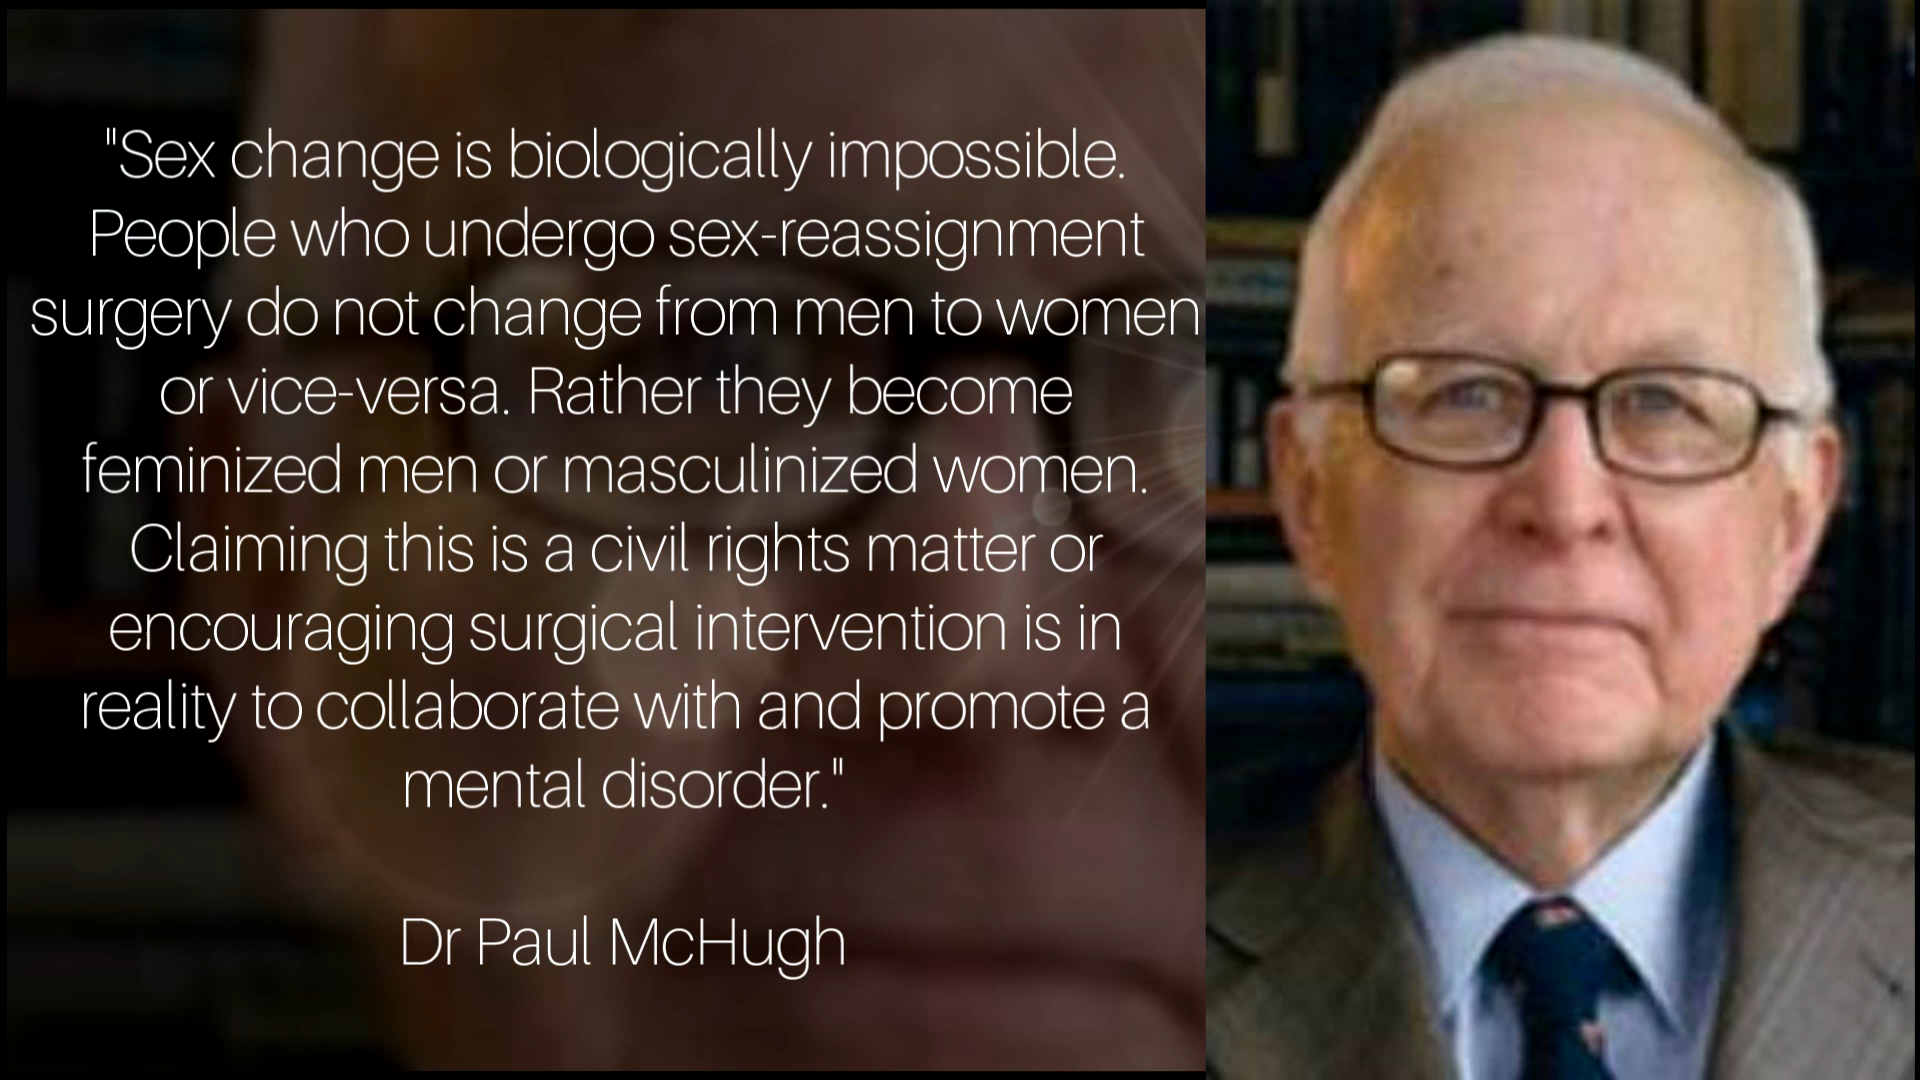 "Sex change is biologically impossible.
People who undergo sex-reassignment
surgery do not change from men to women
or vice-versa. Rather they become
feminized men or masculinized women.
Claiming this is a civil rights matter or
encouraging surgical intervention is in
reality to collaborate with and promote a
mental disorder."
Dr Paul McHugh